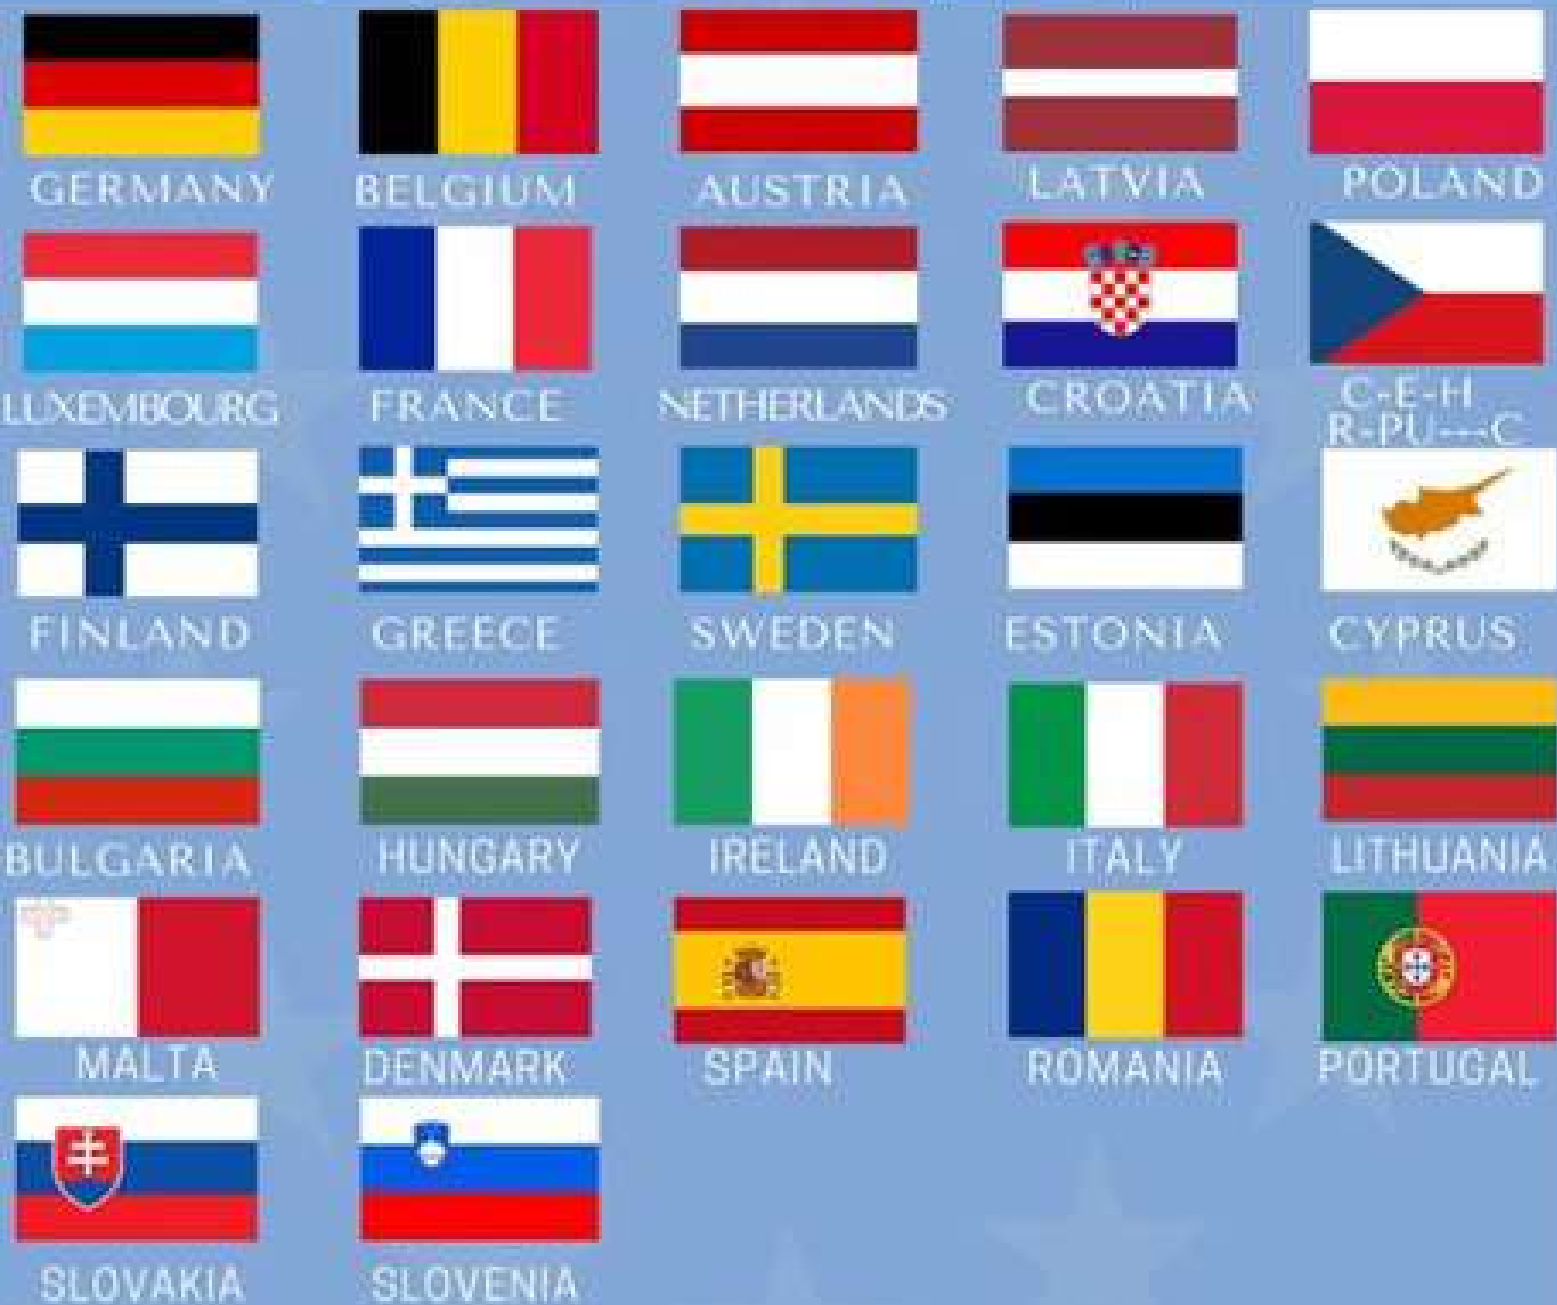 GERMANY
BELGIUM
AUSTRIA
LATVIA
POLAND
LUXEMBOURG
FRANCE
NETHERLANDS
CROATIA
C-E-H
R-PU---C
FINLAND
GREECE
SWEDEN
ESTONIA
CYPRUS
BULGARIA
HUNGARY
IRELAND
ITALY
LITHUANIA
MALTA
DENMARK
SPAIN
ROMANIA
PORTUGAL
SLOVAKIA
SLOVENIA